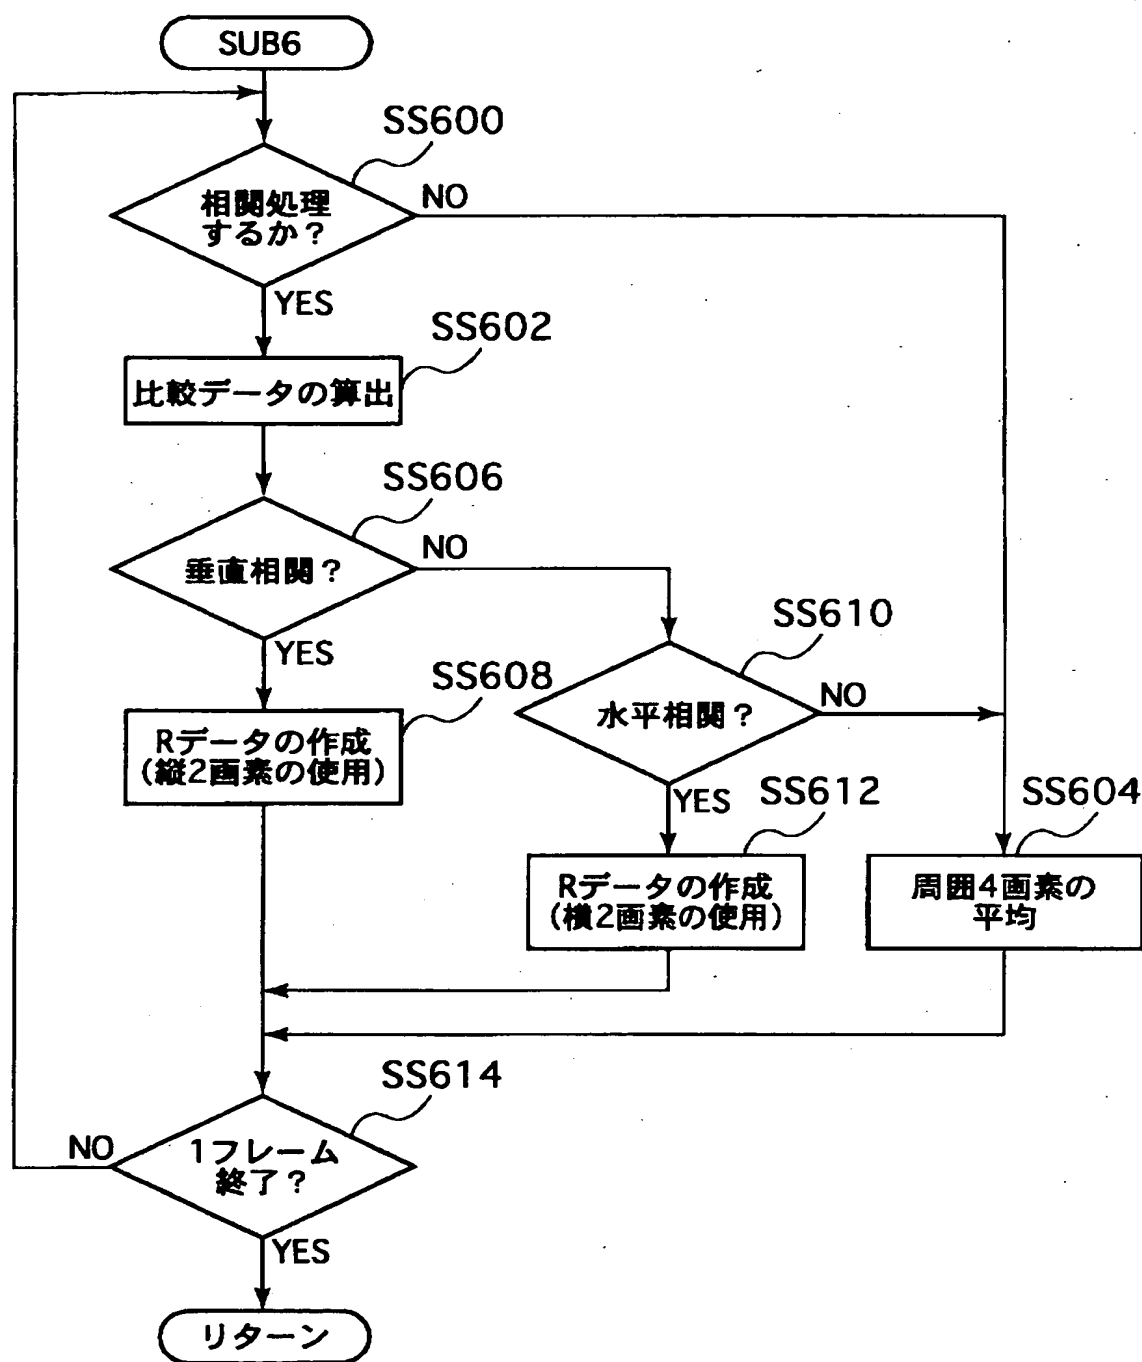 SUB6
SS600
相関処理
するか？
NO
YES
SS602
比較データの算出
SS606
垂直相関？
NO
YES
SS610
水平相関？
NO
YES
SS608
Rデータの作成
（縦2画素の使用）
SS612
Rデータの作成
（横2画素の使用）
SS604
周囲4画素の
平均
SS614
1フレーム
終了？
NO
YES
リターン